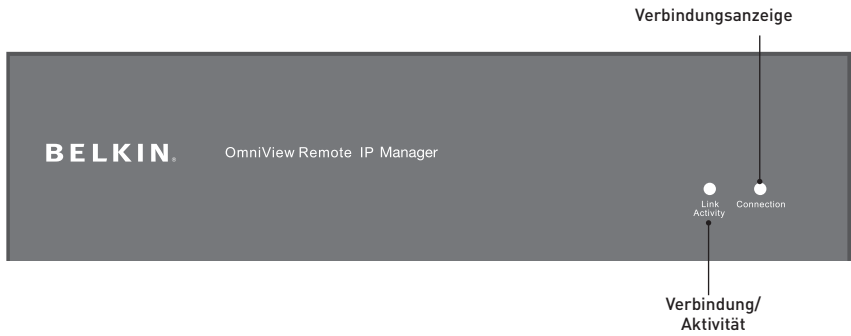 Verbindungsanzeige
BELKIN® OmniView Remote IP Manager
Link
Activity
Connection
Verbindung/
Aktivität